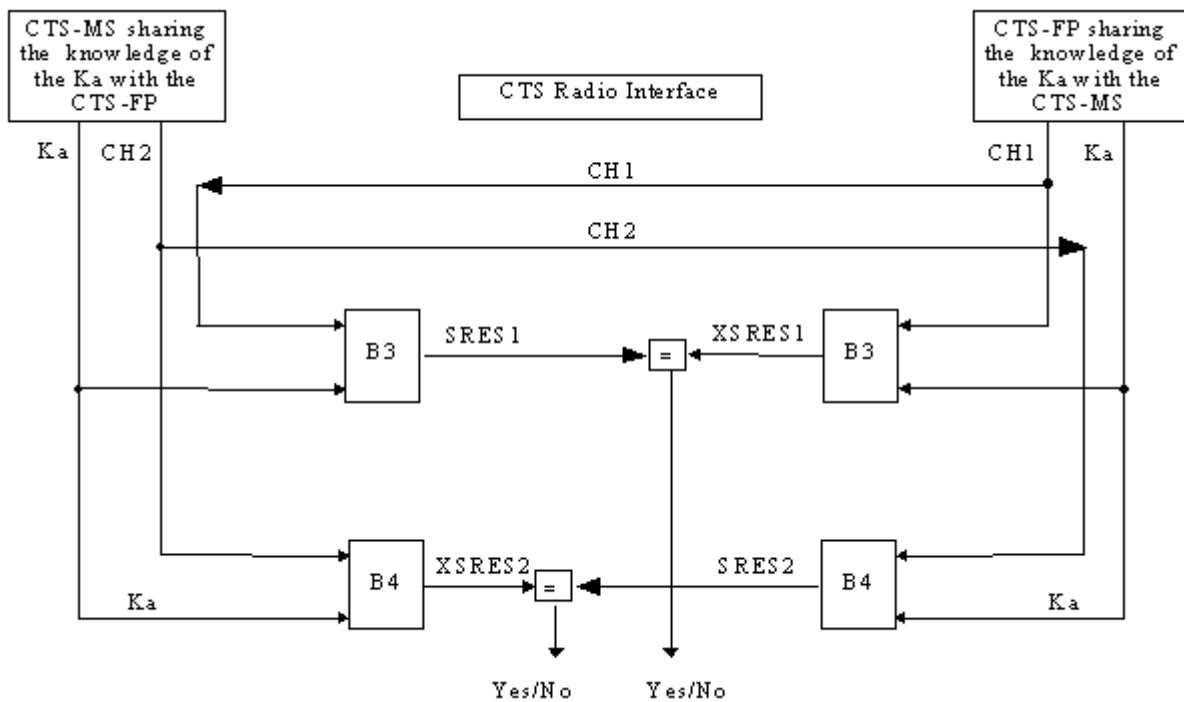 CTS-MS sharing
the knowledge of
the Ka with the
CTS-FP
CTS Radio Interface
CTS-FP sharing
the knowledge of
the Ka with the
CTS-MS
Ka
CH2
CH1
Ka
CH1
CH2
B3
SRES1
=
XSRES1
B3
B4
XSRES2
=
SRES2
B4
Ka
Ka
Yes/No
Yes/No